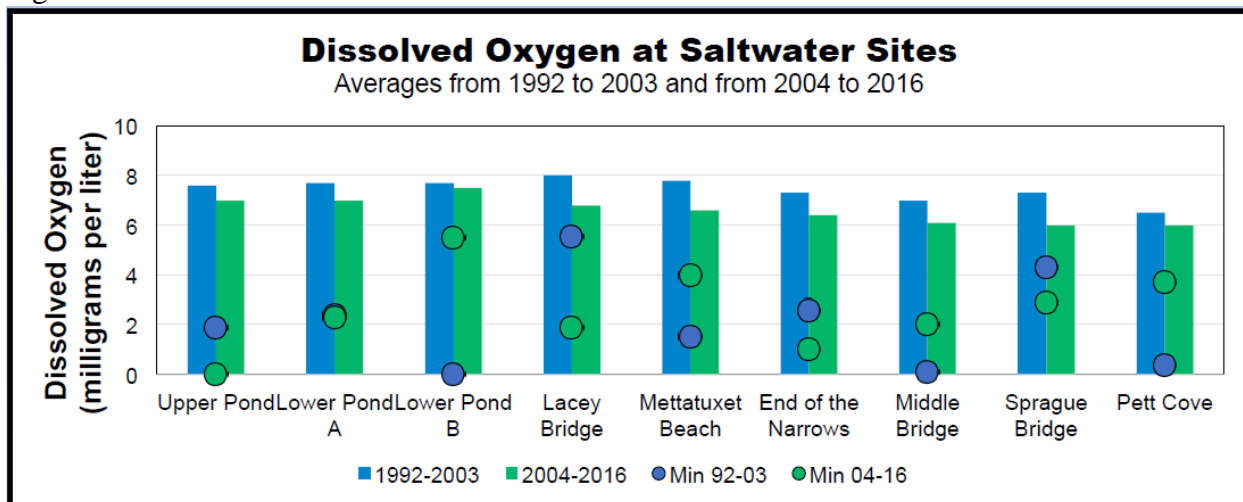 Dissolved Oxygen at Saltwater Sites
Averages from 1992 to 2003 and from 2004 to 2016
Dissolved Oxygen
(milligrams per liter)
10
8
6
4
2
0
Upper Pond
Lower Pond
A
Lower Pond
B
Lacey
Bridge
Mettatuxet
Beach
End of the
Narrows
Middle
Bridge
Sprague
Bridge
Pett Cove
1992-2003
2004-2016
Min 92-03
Min 04-16